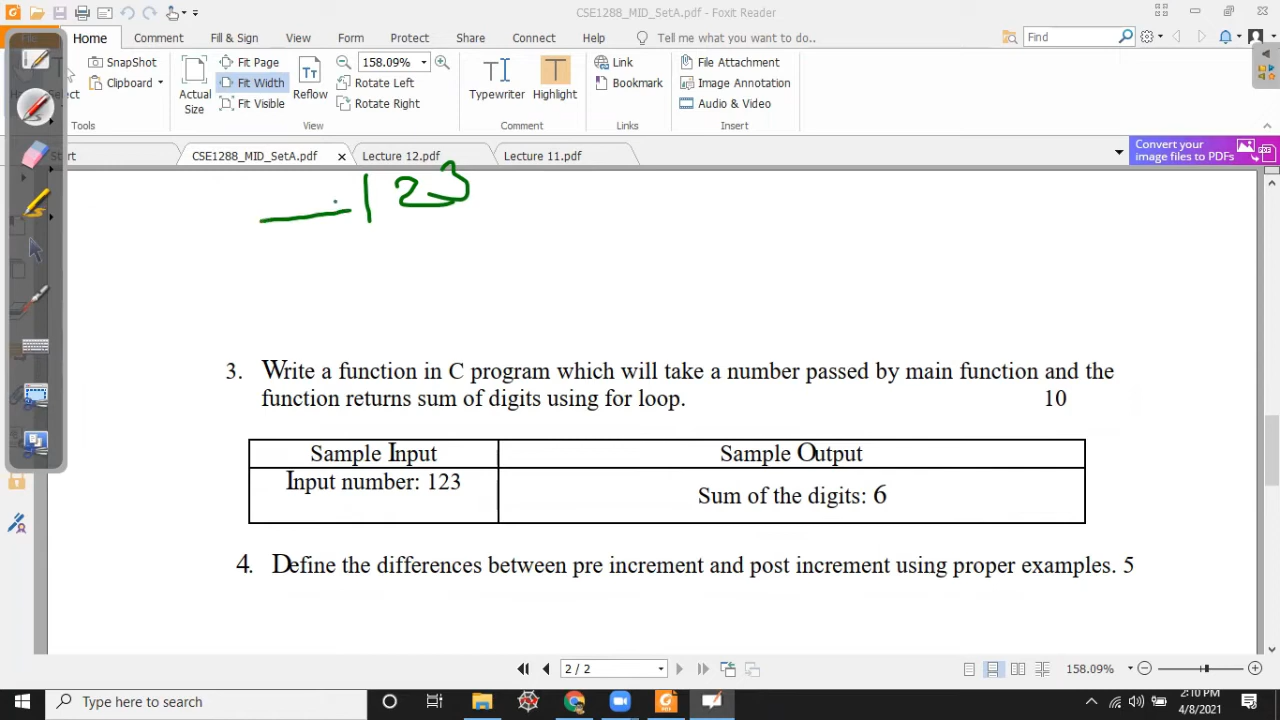 CSE1288_MID_SetA.pdf - Foxit Reader
File Home Comment Fill & Sign View Form Protect Share Connect Help Tell me what you want to do.. Find
SnapShot
Clipboard
Select
Tools
Actual Size
Fit Page
Fit Width
Fit Visible
Reflow
158.09%
Rotate Left
Rotate Right
View
Typewriter
Highlight
Comment
Link
Bookmark
Links
File Attachment
Image Annotation
Audio & Video
Insert
Start CSE1288_MID_SetA.pdf Lecture 12.pdf Lecture 11.pdf
Convert your image files to PDFs
123
3. Write a function in C program which will take a number passed by main function and the
function returns sum of digits using for loop. 10
Sample Input Sample Output
Input number: 123 Sum of the digits: 6
4. Define the differences between pre increment and post increment using proper examples. 5
2 / 2 158.09%
Type here to search
2:10 PM
4/8/2021